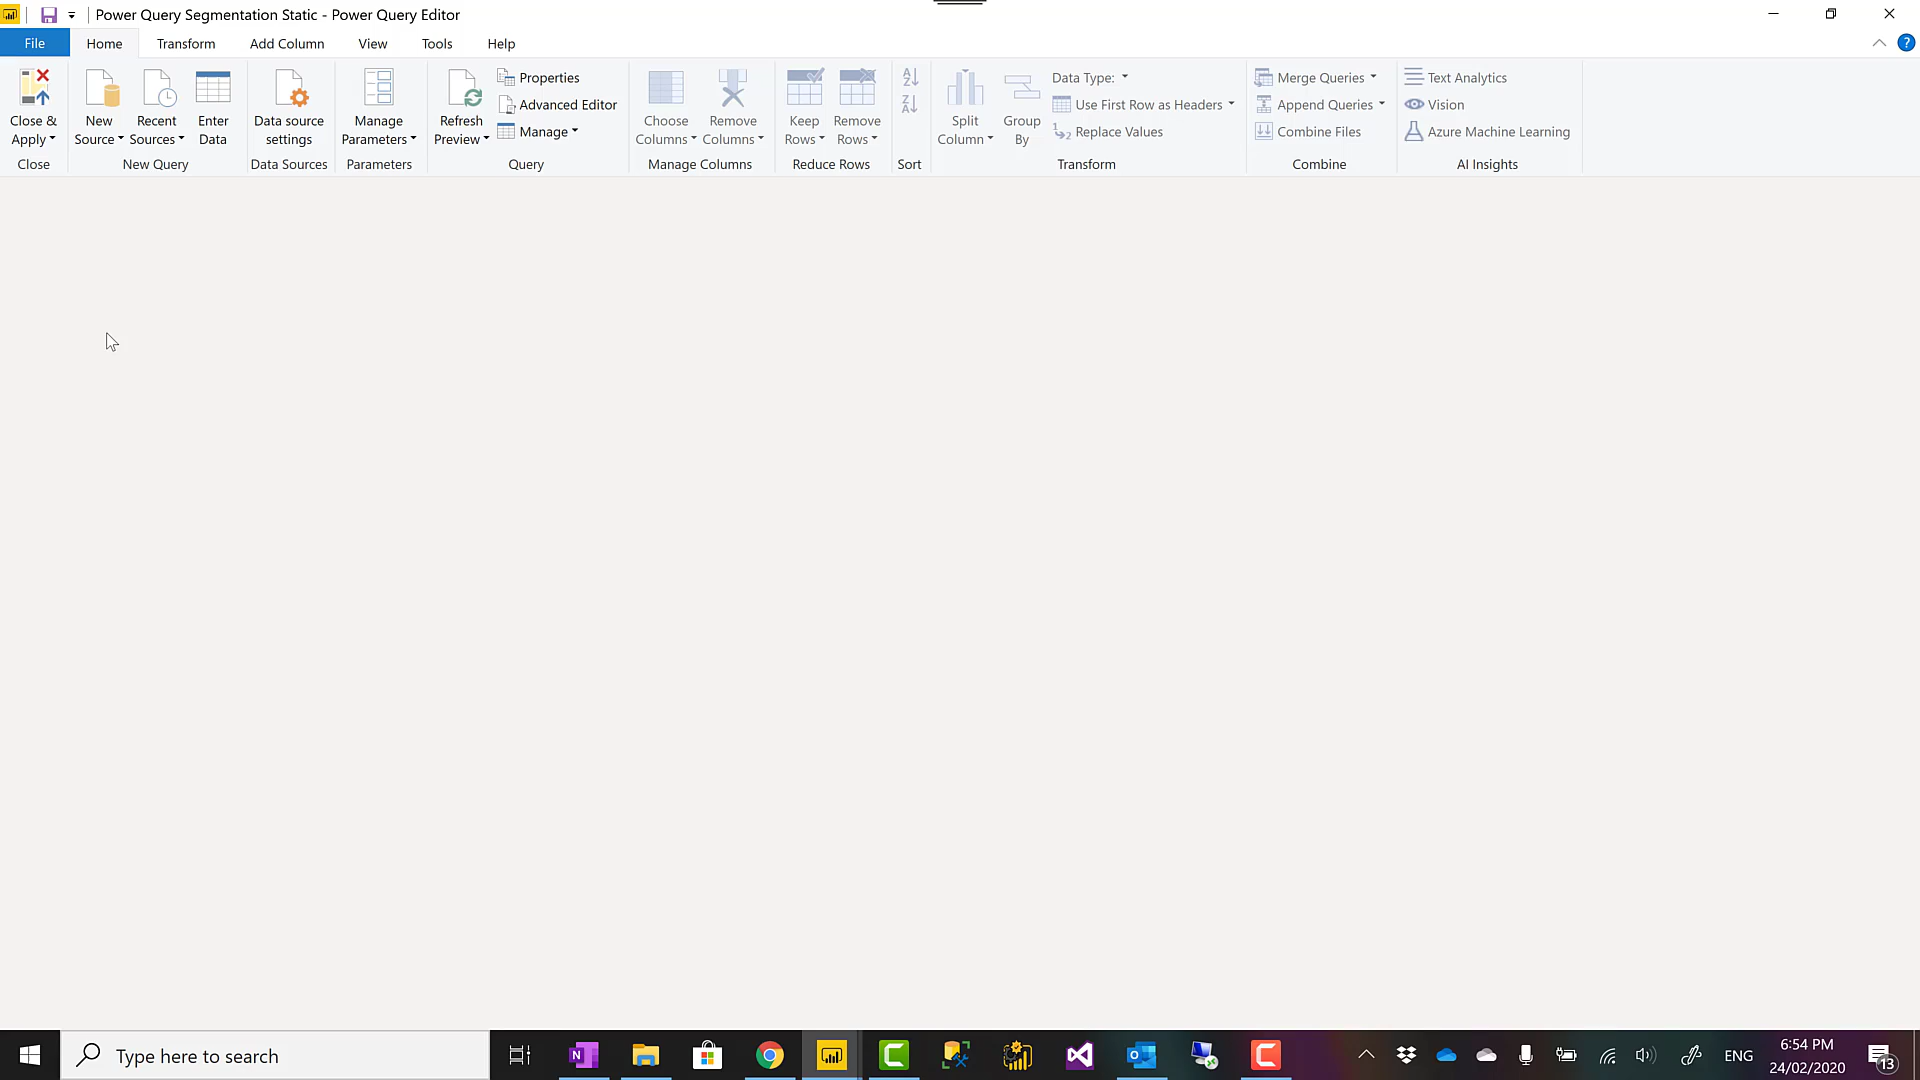 Power Query Segmentation Static - Power Query Editor
File Home Transform Add Column View Tools Help
?
Close & Apply
New Source
Recent Sources
Enter Data
Data source settings
Manage Parameters
Refresh Preview
Properties
Advanced Editor
Manage
Choose Columns
Remove Columns
Keep Rows
Remove Rows
A
Z
Z
A
Split Column
Group By
Data Type:
Use First Row as Headers
1
2
Replace Values
Merge Queries
Append Queries
Combine Files
Text Analytics
Vision
Azure Machine Learning
Close New Query Data Sources Parameters Query Manage Columns Reduce Rows Sort Transform Combine AI Insights
Type here to search
N
ENG
6:54 PM
24/02/2020
13